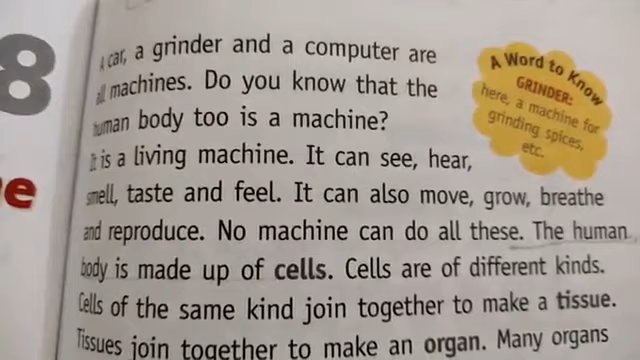 8
e
A car, a grinder and a computer are
all machines. Do you know that the
human body too is a machine?
It is a living machine. It can see, hear,
smell, taste and feel. It can also move, grow, breathe
and reproduce. No machine can do all these. The human
body is made up of cells. Cells are of different kinds.
Cells of the same kind join together to make a tissue.
Tissues join together to make an organ. Many organs
A Word to Know
GRINDER:
here, a machine for
grinding spices,
etc.